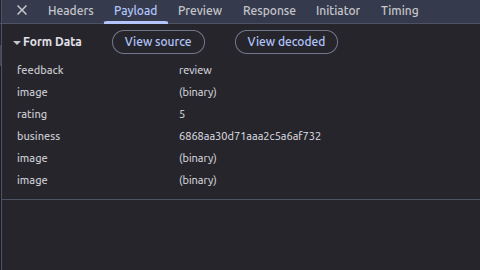 Headers Payload Preview Response Initiator Timing
Form Data View source View decoded
feedback review
image (binary)
rating 5
business 6868aa30d71aaa2c5a6af732
image (binary)
image (binary)